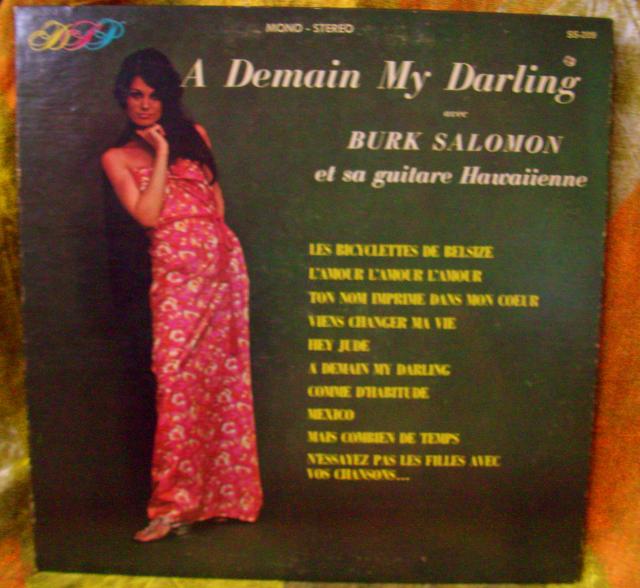 DSP
MONO - STEREO
SS-209
A Demain My Darling
avec
BURK SALOMON
et sa guitare Hawaiienne
LES BICYCLETTES DE BELSIZE
L'AMOUR L'AMOUR L'AMOUR
TON NOM IMPRIME DANS MON COEUR
VIENS CHANGER MA VIE
HEY JUDE
A DEMAIN MY DARLING
COMME D'HABITUDE
MEXICO
MAIS COMBIEN DE TEMPS
N'ESSAYEZ PAS LES FILLES AVEC
VOS CHANSONS...